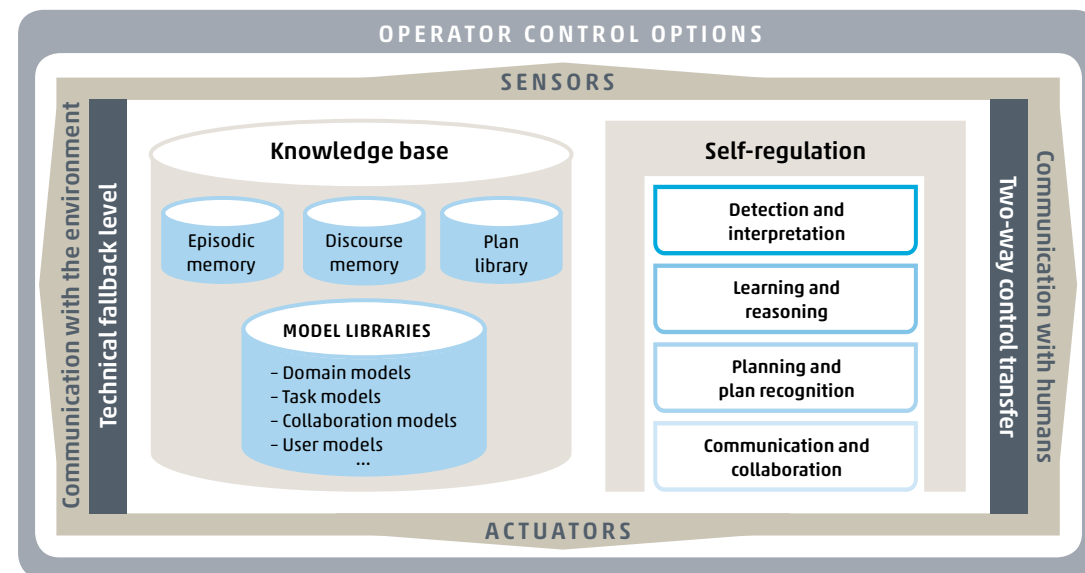 OPERATOR CONTROL OPTIONS
SENSORS
Communication with the environment
Technical fallback level
Knowledge base
Episodic
memory
Discourse
memory
Plan
library
MODEL LIBRARIES
– Domain models
– Task models
– Collaboration models
– User models
...
Self-regulation
Detection and
interpretation
Learning and
reasoning
Planning and
plan recognition
Communication and
collaboration
Two-way control transfer
Communication with humans
ACTUATORS